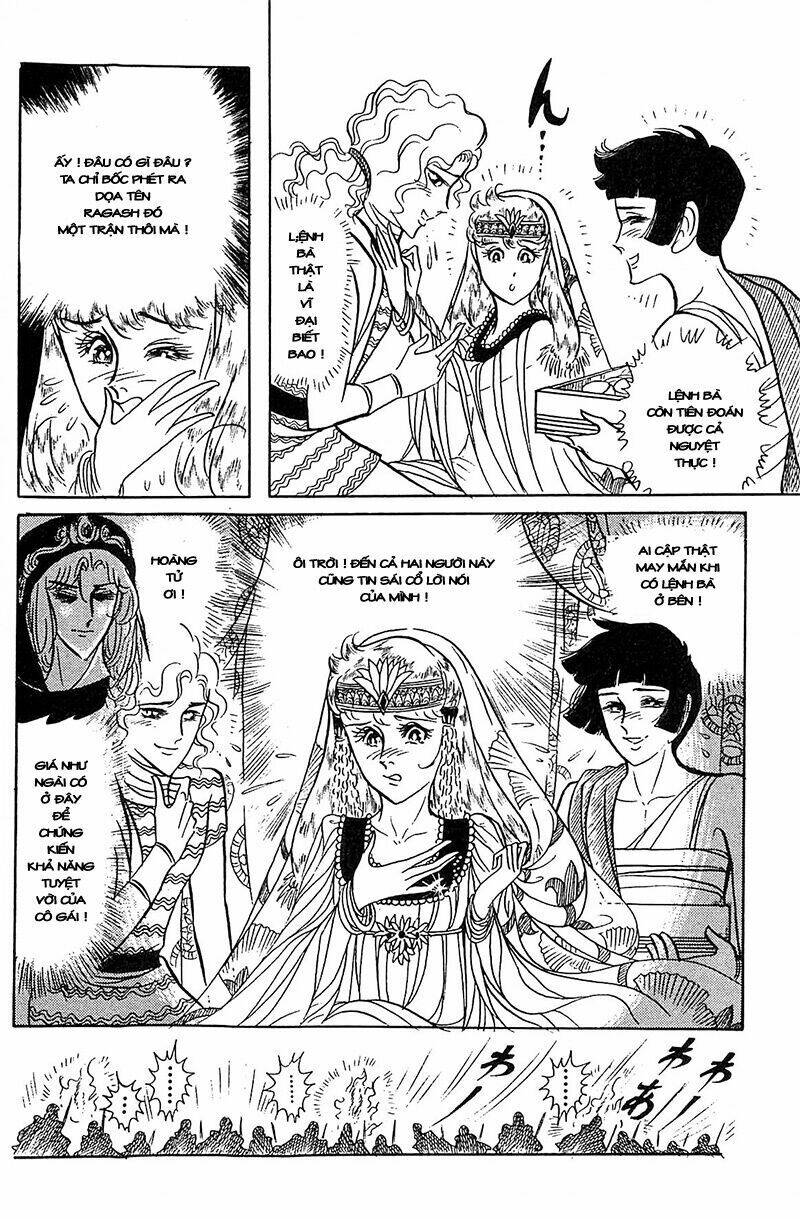 ẤY ! ĐÂU CÓ GÌ ĐÂU ?
TA CHỈ BỐC PHÉT RA
DỌA TÊN
RAGASH ĐÓ
MỘT TRẬN THÔI MÀ !
L;ỆNH
BÀ
THẬT
LÀ
VĨ
ĐẠI
BIẾT
BAO !
ん
LỆNH BÀ
CÒN TIÊN ĐOÁN
ĐƯỢC CẢ
NGUYỆT
THỰC !
HOÀNG
TỬ
ƠI !
ÔI TRỜI ! ĐẾN CẢ HAI NGƯỜI NÀY
CŨNG TIN SÁI CỔ LỜI NÓI
CỦA MÌNH !
AI CẬP THẬT
MAY MẮN KHI
CÓ LỆNH BÀ
Ở BÊN !
GIÁ NHƯ
NGÀI CÓ
Ở ĐÂY
ĐỂ
CHỨNG
KIẾN
KHẢ NĂNG
TUYỆT
VỜI CỦA
CÔ GÁI !
わー
わあ
わー